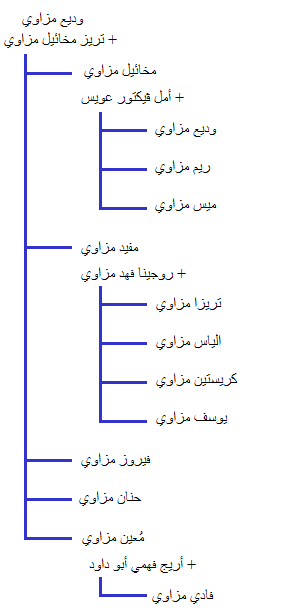 وديع مزاوي
+ تريز مخائيل مزاوي
مخائيل مزاوي
+ أمل ڤيكتور عويس
وديع مزاوي
ريم مزاوي
ميس مزاوي
مفيد مزاوي
+ روجينا فهد مزاوي
تريزا مزاوي
الياس مزاوي
كريستين مزاوي
يوسف مزاوي
فيروز مزاوي
حنان مزاوي
مُعين مزاوي
+ أريج فهمي أبو داود
فادي مزاوي